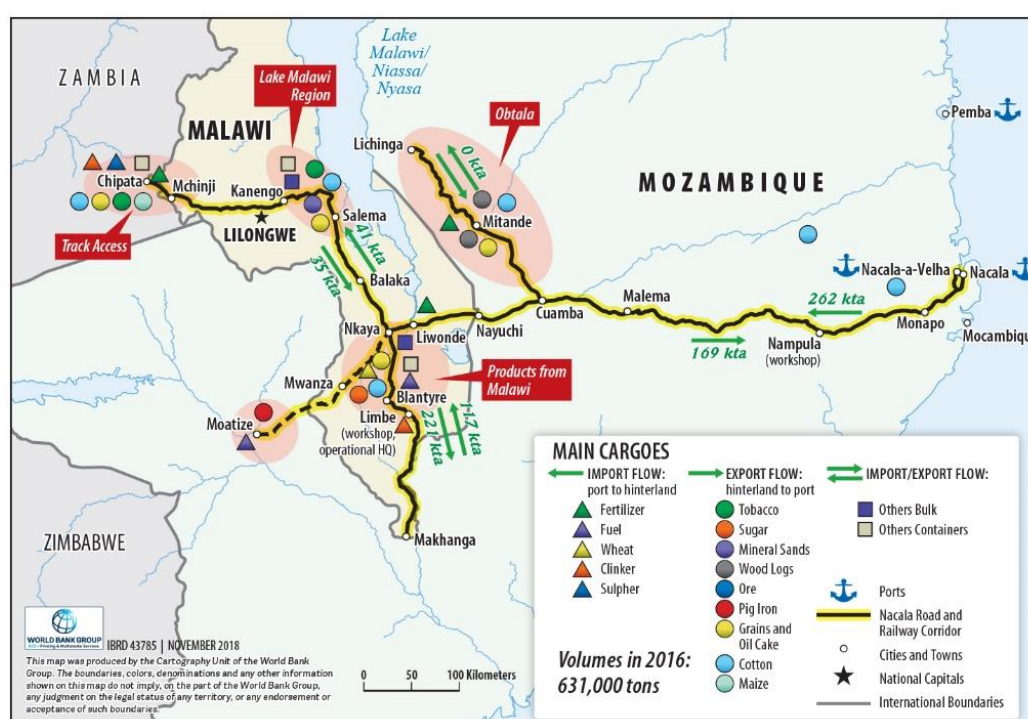 ZAMBIA
Lake
Malawi/
Niassa/
Nyasa
Lake Malawi
Region
MALAWI
Obtala
Pemba
Lichinga
0 kta
MOZAMBIQUE
Chipata
Mchinji
Kanengo
Mitande
Salema
LILONGWE
Track Access
41 kta
35 kta
Balaka
Nacala-a-Velha
Nacala
Cuamba
Malema
262 kta
Monapo
Nkaya
Liwonde
Nayuchi
169 kta
Nampula
(workshop)
Mocambique
Mwanza
Products from
Malawi
Blantyre
Moatize
Limbe
(workshop,
operational HQ)
221 kta
117 kta
Makhanga
ZIMBABWE
MAIN CARGOES
IMPORT FLOW:
port to hinterland
Fertilizer
Fuel
Wheat
Clinker
Sulpher
EXPORT FLOW:
hinterland to port
Tobacco
Sugar
Mineral Sands
Wood Logs
Ore
Pig Iron
Grains and
Oil Cake
Cotton
Maize
IMPORT/EXPORT FLOW:
Others Bulk
Others Containers
Ports
Nacala Road and
Railway Corridor
Cities and Towns
National Capitals
International Boundaries
Volumes in 2016:
631,000 tons
WORLD BANK GROUP
IBRD 43785 | NOVEMBER 2018
This map was produced by the Cartography Unit of the World Bank
Group. The boundaries, colors, denominations and any other information
shown on this map do not imply, on the part of the World Bank Group,
any judgment on the legal status of any territory, or any endorsement or
acceptance of such boundaries.
0 50 100 Kilometers